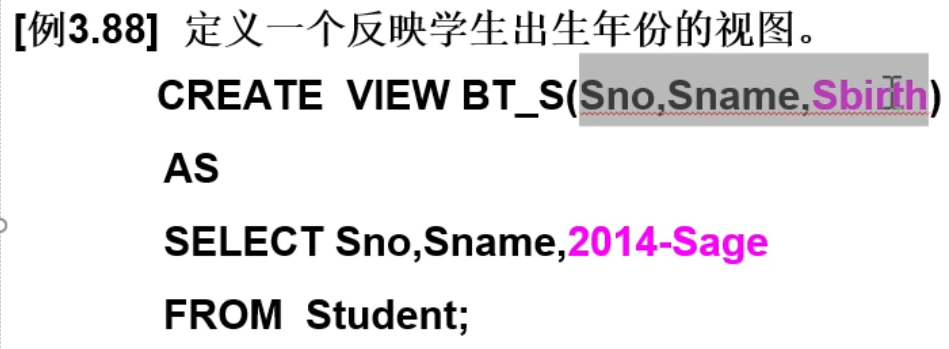 [例3.88] 定义一个反映学生出生年份的视图。
CREATE VIEW BT_S(Sno,Sname,Sbirth)
AS
SELECT Sno,Sname,2014-Sage
FROM Student;